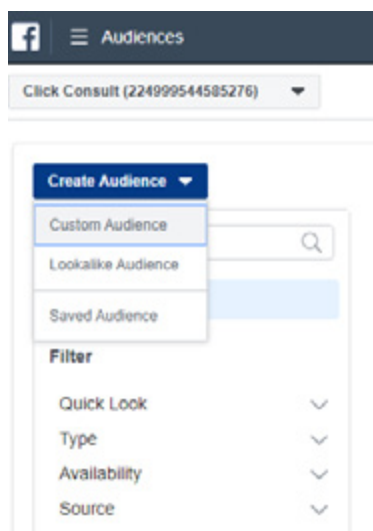 f Audiences
Click Consult (224999544585276)
Create Audience
Custom Audience
Lookalike Audience
Saved Audience
Filter
Quick Look
Type
Availability
Source